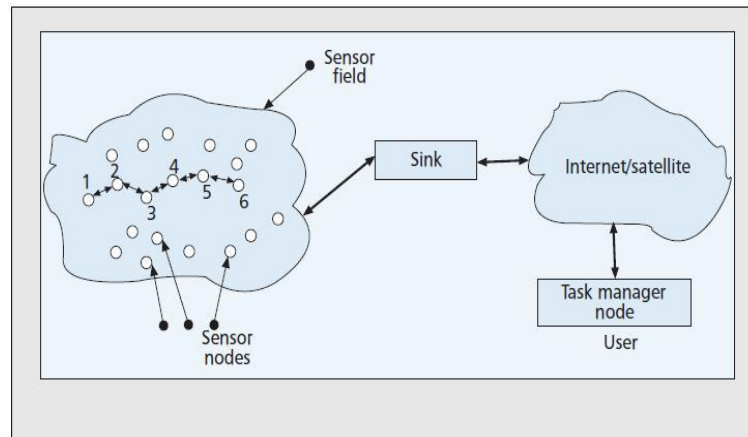 Sensor
field
1
2
3
4
5
6
Sink
Internet/satellite
Sensor
nodes
Task manager
node
User